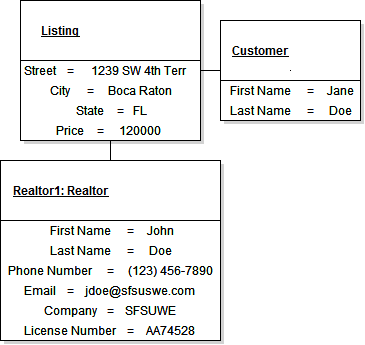 Listing
Street = 1239 SW 4th Terr
City = Boca Raton
State = FL
Price = 120000
Customer
First Name = Jane
Last Name = Doe
Realtor1: Realtor
First Name = John
Last Name = Doe
Phone Number = (123) 456-7890
Email = jdoe@sfsuswe.com
Company = SFSUWE
License Number = AA74528